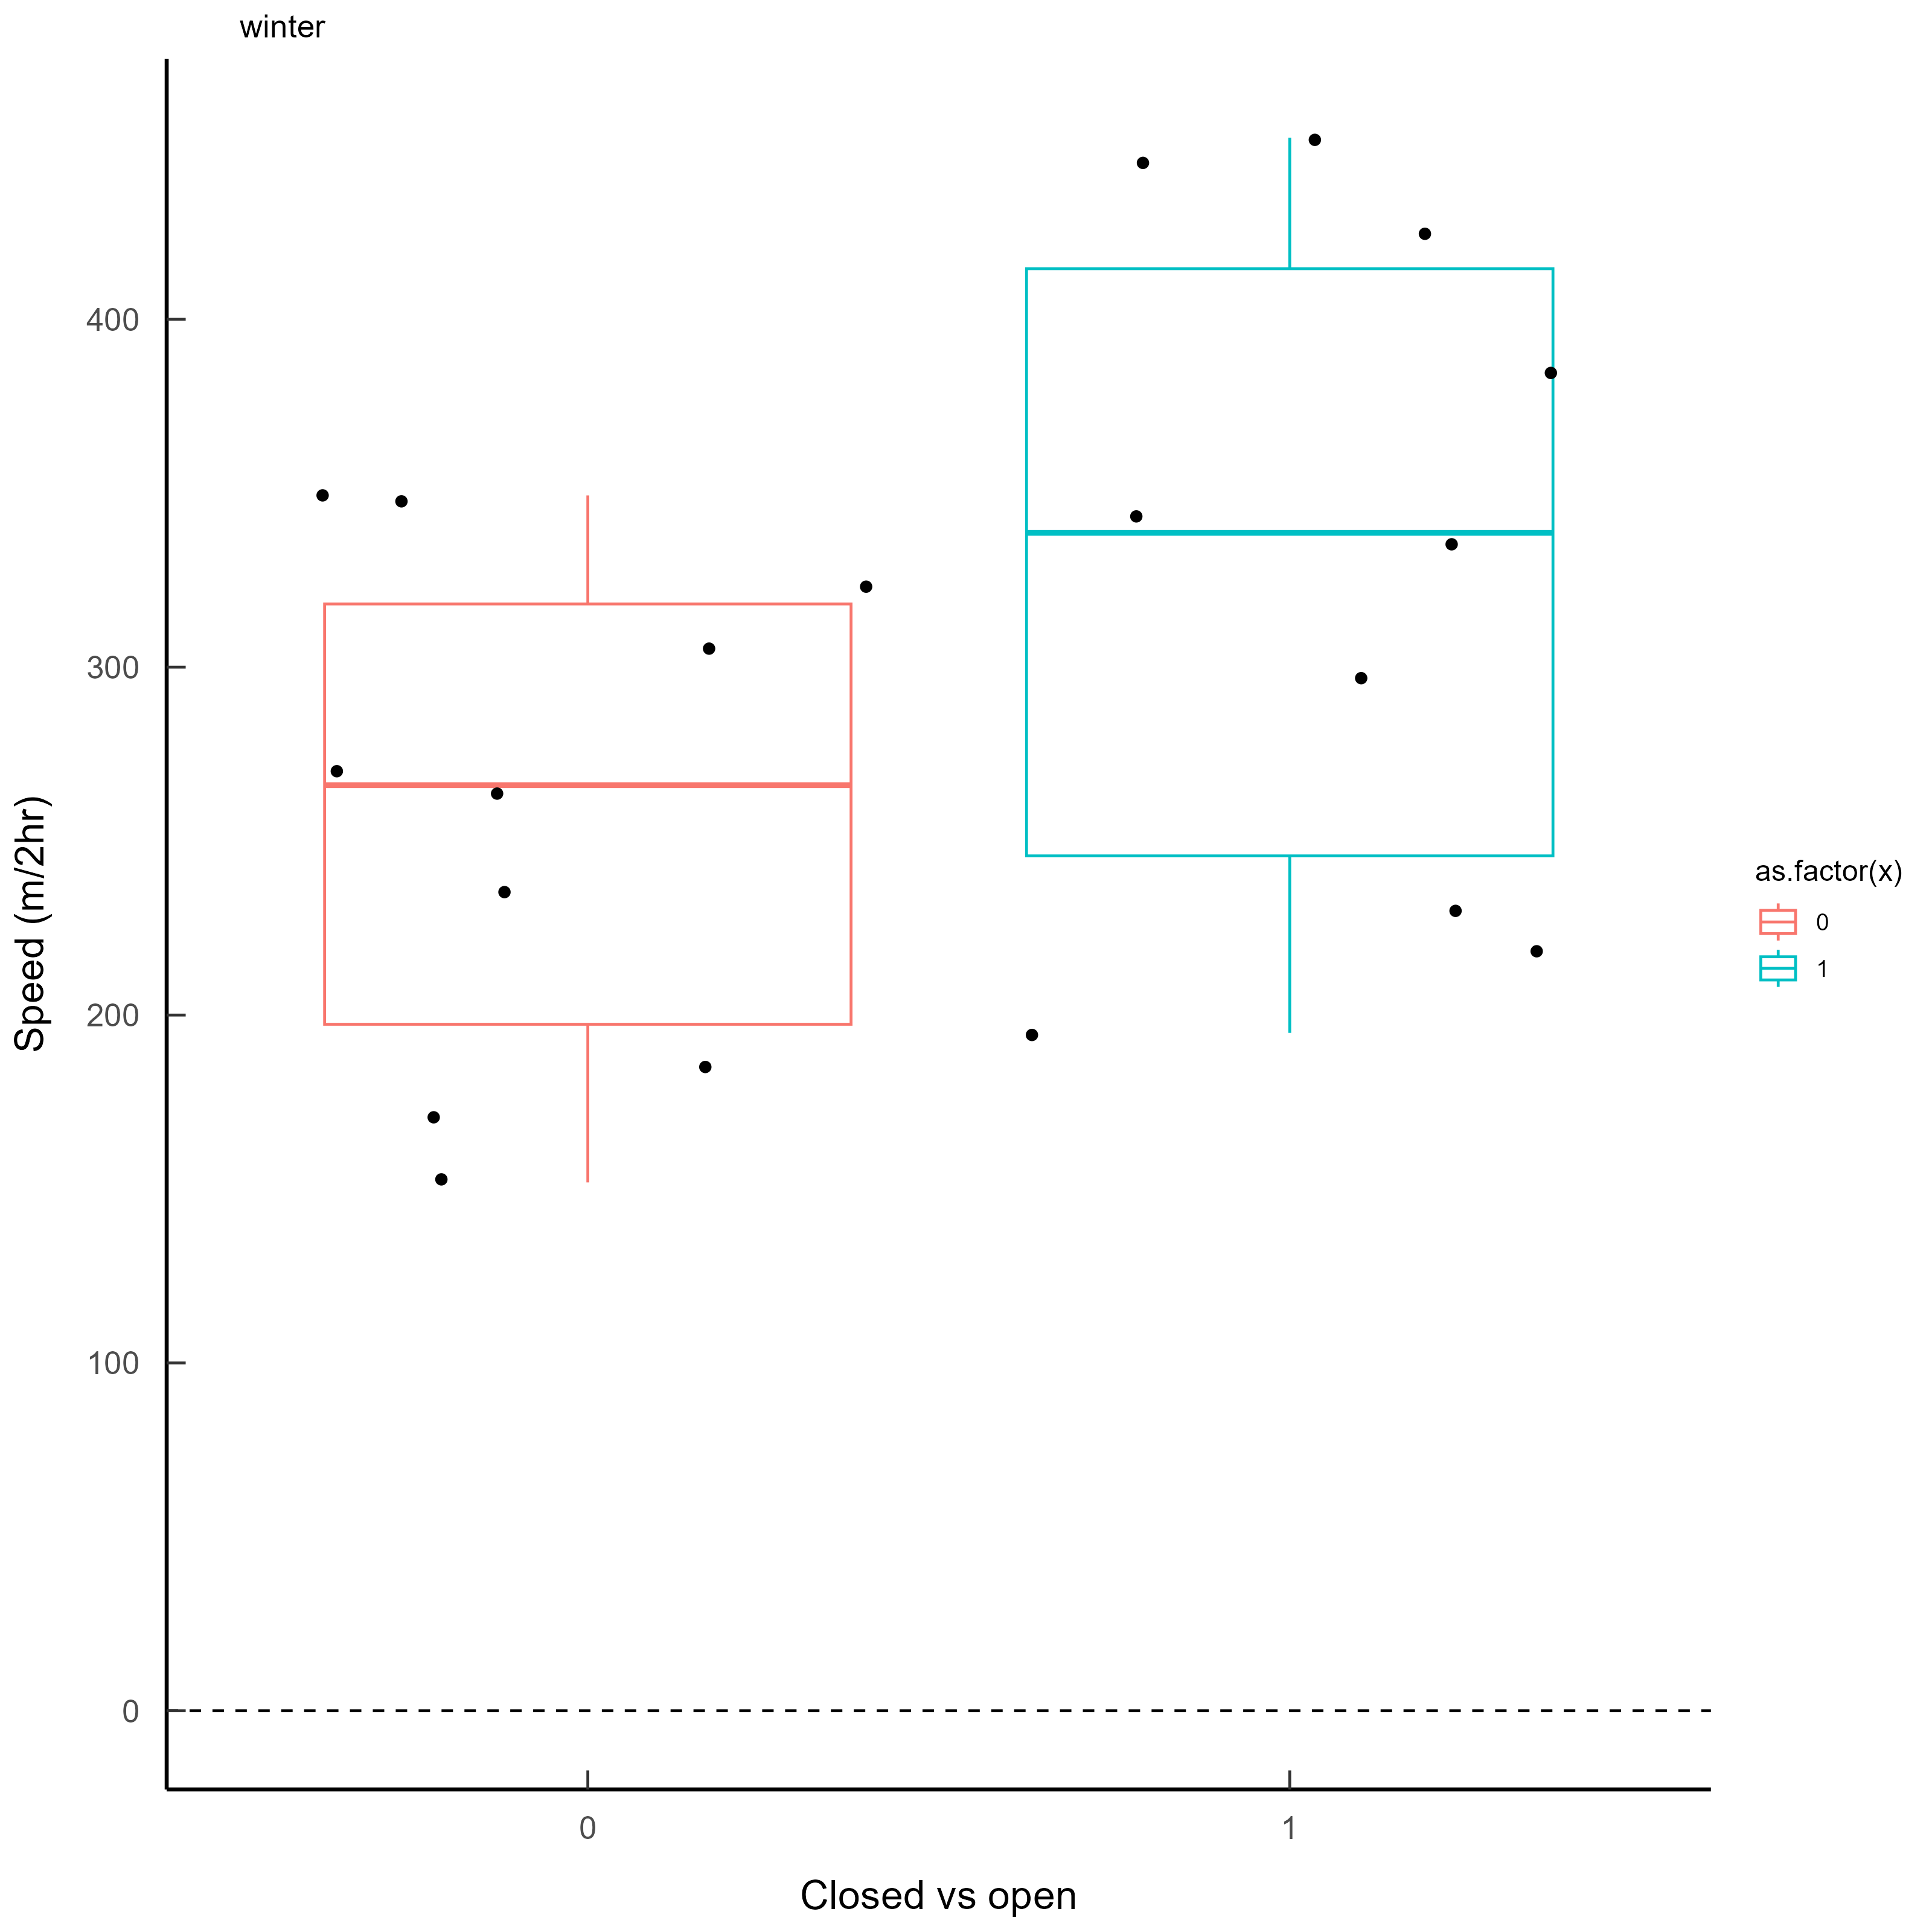 winter
400
300
200
100
0
Speed (m/2hr)
0
1
Closed vs open
as.factor(x)
0
1